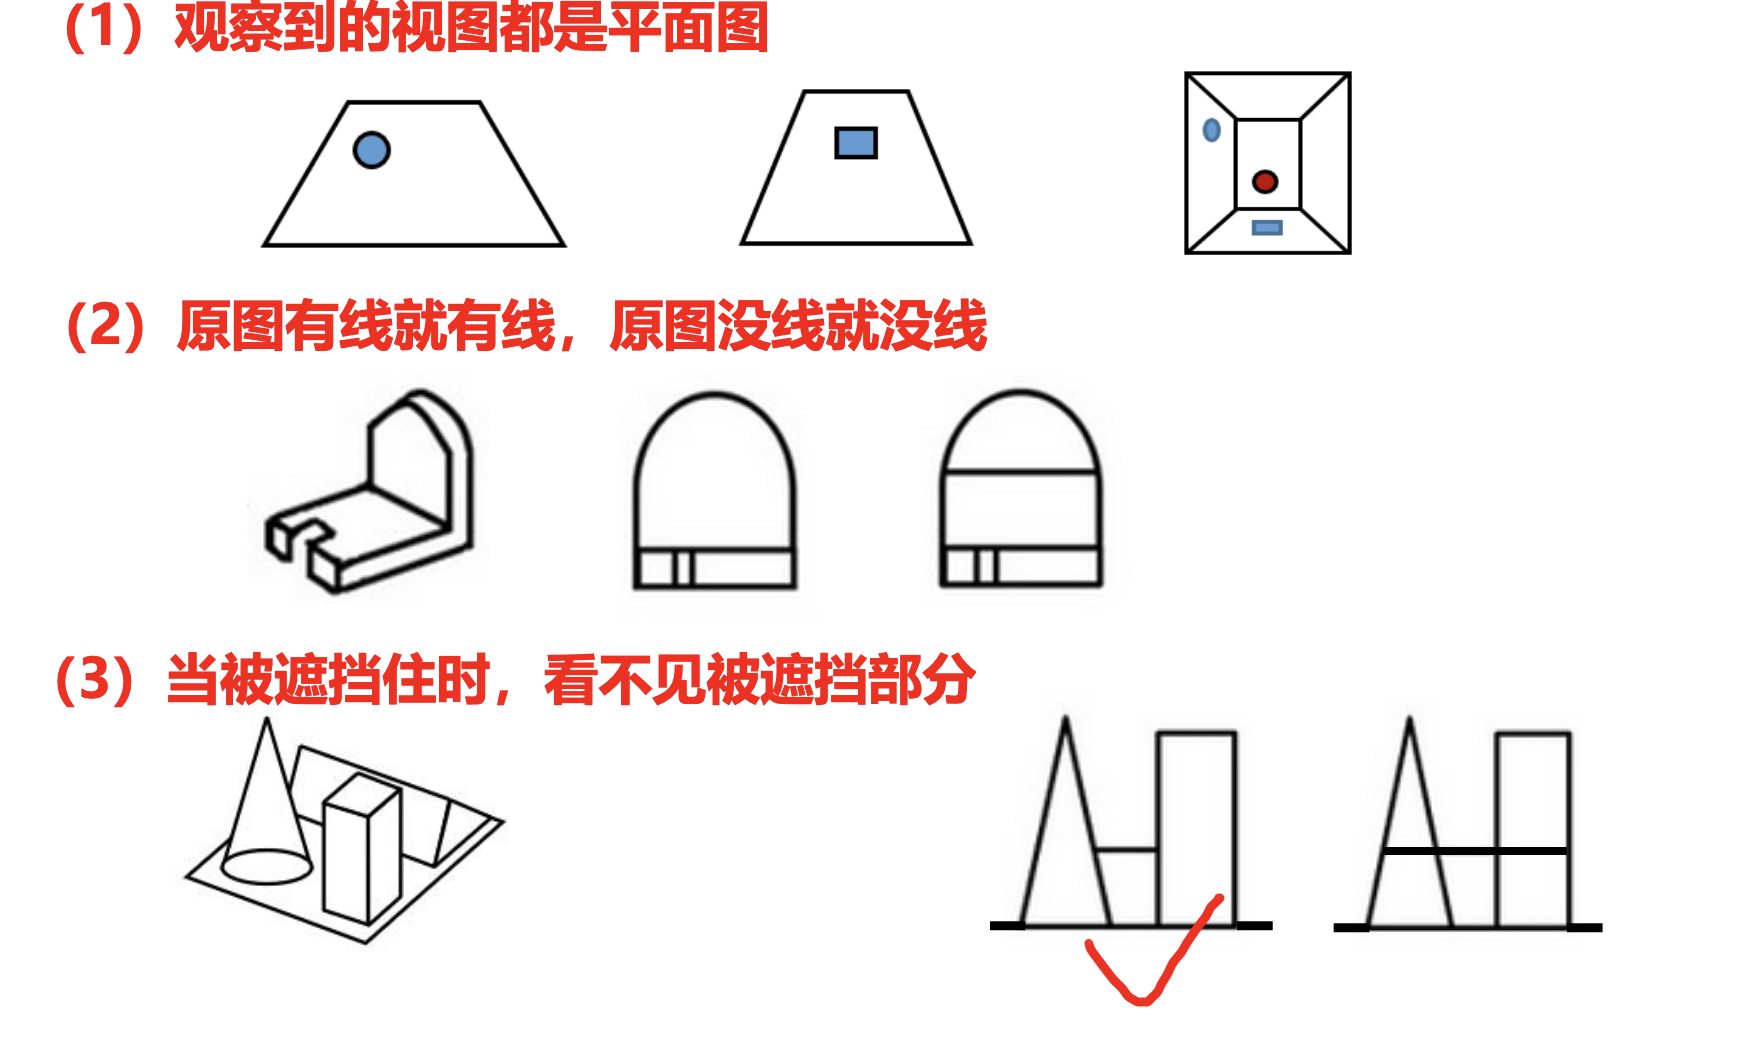 （1）观察到的视图都是平面图
（2）原图有线就有线，原图没线就没线
（3）当被遮挡住时，看不见被遮挡部分